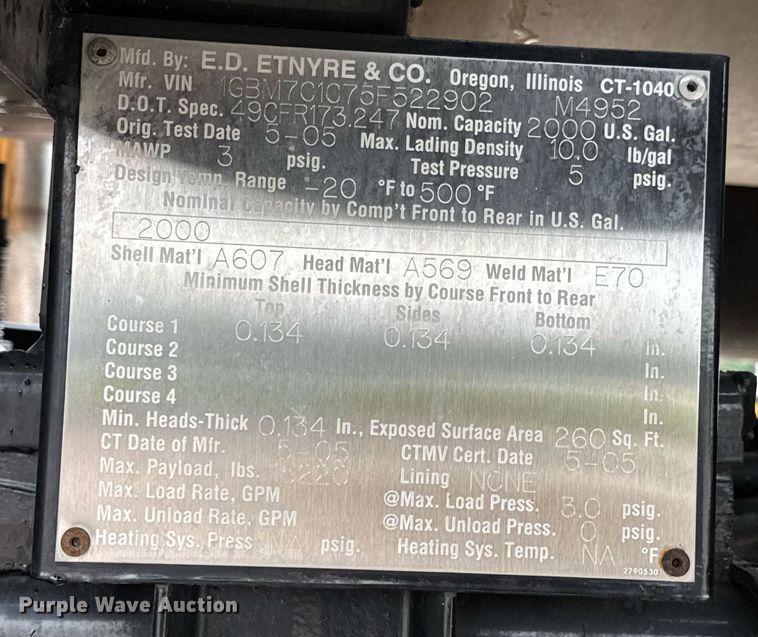 Mfd. By: E.D. ETNYRE & CO. Oregon, Illinois CT-1040
Mfr. VIN 1GBM7C1C75F522902 M4952
D.O.T. Spec. 49CFR173.247 Nom. Capacity 2000 U.S. Gal.
Orig. Test Date 5-05 Max. Lading Density 10.0 lb/gal
MAWP 3 psig. Test Pressure 5 psig.
Design Temp. Range -20 °F to 500 °F
Nominal Capacity by Comp't Front to Rear in U.S. Gal.
2000
Shell Mat'l A607 Head Mat'l A569 Weld Mat'l E70
Minimum Shell Thickness by Course Front to Rear
Top Sides Bottom
Course 1 0.134 0.134 0.134 In.
Course 2 In.
Course 3 In.
Course 4 In.
Min. Heads-Thick 0.134 In., Exposed Surface Area 260 Sq. Ft.
CT Date of Mfr. 5-05 CTMV Cert. Date 5-05
Max. Payload, lbs. Lining NONE
Max. Load Rate, GPM @Max. Load Press. 3.0 psig.
Max. Unload Rate, GPM @Max. Unload Press. 0 psig.
Heating Sys. Press NA psig. Heating Sys. Temp. NA °F
2790530
Purple Wave Auction